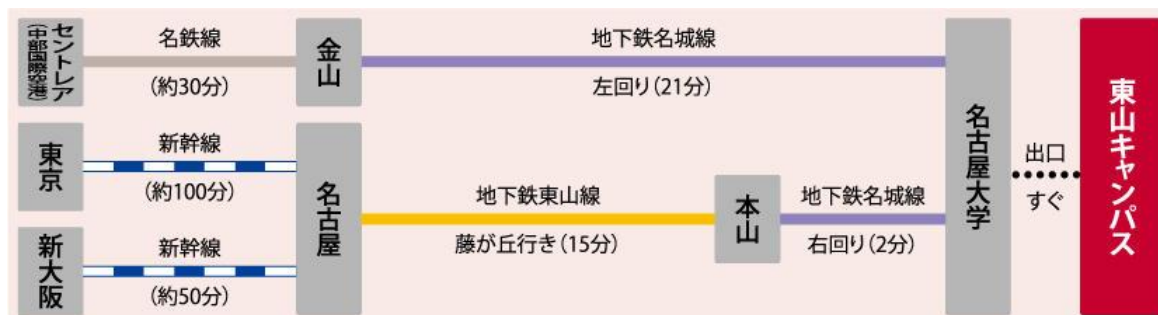 セントレア
(中部国際空港)
名鉄線
(約30分)
金山
地下鉄名城線
左回り(21分)
東京
新幹線
(約100分)
新大阪
新幹線
(約50分)
名古屋
地下鉄東山線
藤が丘行き(15分)
本山
地下鉄名城線
右回り(2分)
名古屋大学
出口
すぐ
東山キャンパス